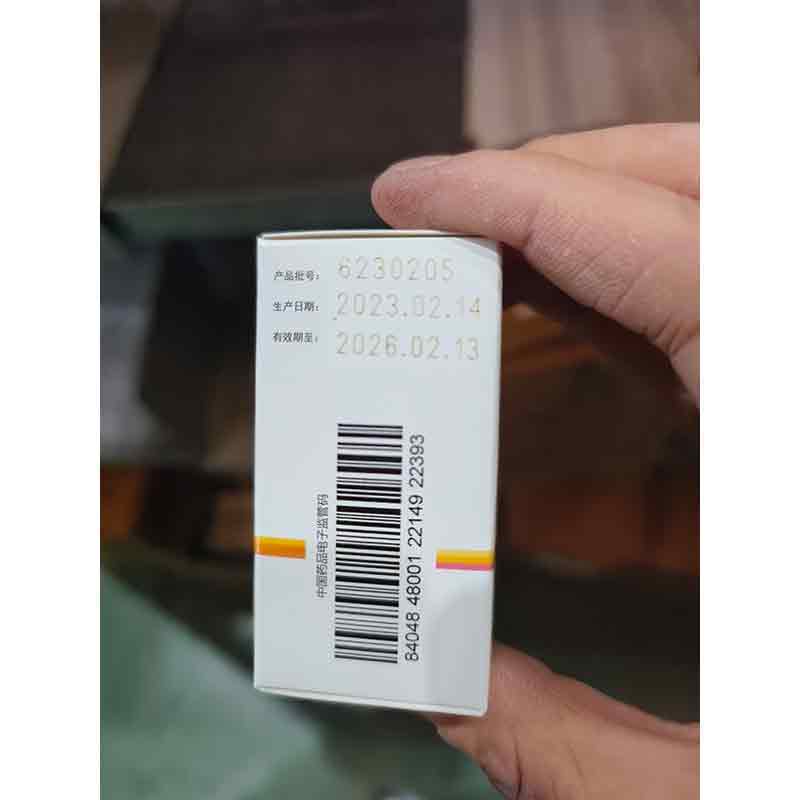 产品批号： 6230205
生产日期： 2023.02.14
有效期至： 2026.02.13
中国药品电子监管码
84048 48001 22149 22393